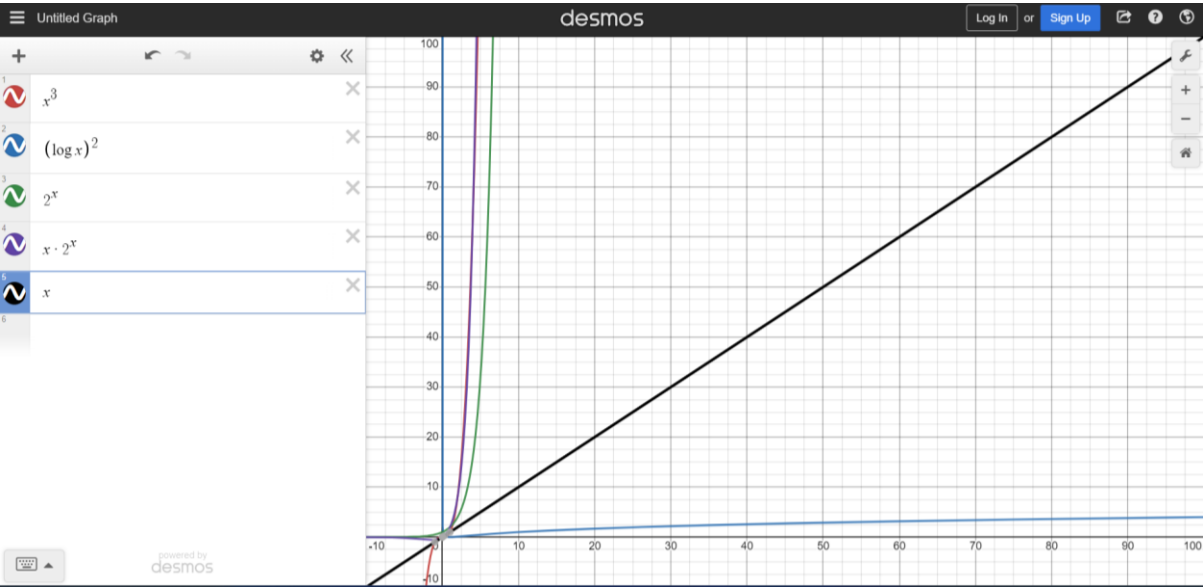 Untitled Graph
desmos
Log In or Sign Up
1
x^3
2
(log x)^2
3
2^x
4
x · 2^x
5
x
6
powered by
desmos
100
90
80
70
60
50
40
30
20
10
-10 0 10 20 30 40 50 60 70 80 90 100
-10